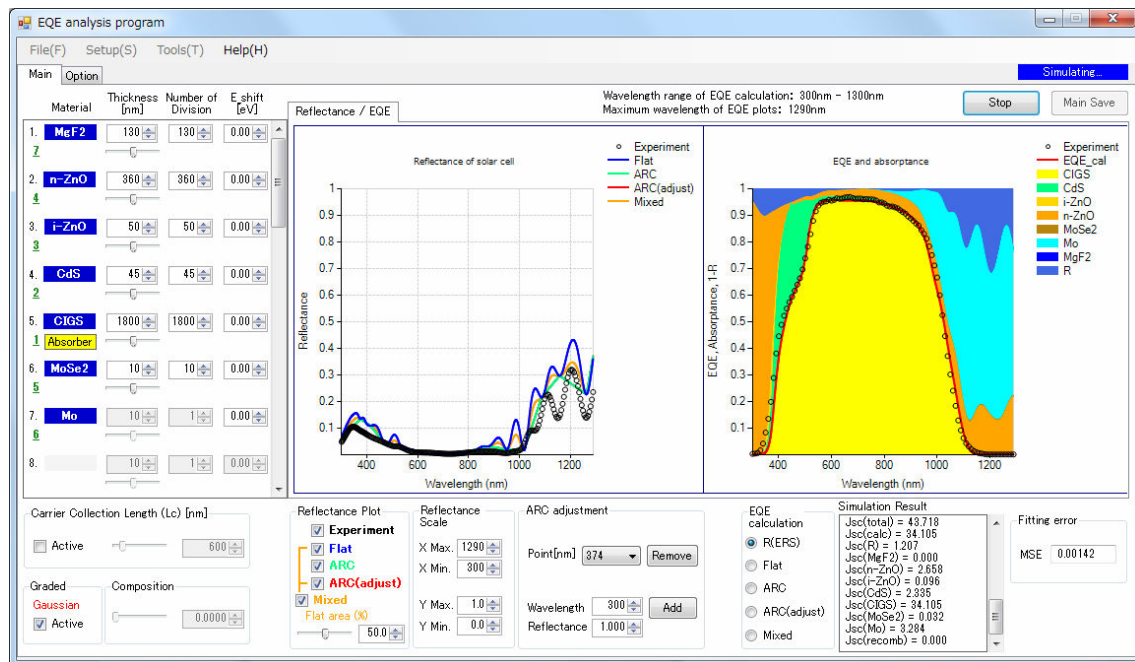 EQE analysis program
File(F) Setup(S) Tools(T) Help(H)
Main Option
Simulating...
Material Thickness [nm] Number of Division E_shift [eV]
1. MgF2 130 130 0.00
7
2. n-ZnO 360 360 0.00
4
3. i-ZnO 50 50 0.00
3
4. CdS 45 45 0.00
2
5. CIGS 1800 1800 0.00
1 Absorber
6. MoSe2 10 10 0.00
5
7. Mo 10 1 0.00
6
8. 10 1 0.00
Reflectance / EQE
Wavelength range of EQE calculation: 300nm - 1300nm
Maximum wavelength of EQE plots: 1290nm
Stop
Main Save
Reflectance of solar cell
Experiment
Flat
ARC
ARC(adjust)
Mixed
Reflectance
1
0.9
0.8
0.7
0.6
0.5
0.4
0.3
0.2
0.1
400 600 800 1000 1200
Wavelength (nm)
EQE and absorptance
Experiment
EQE_cal
CIGS
CdS
i-ZnO
n-ZnO
MoSe2
Mo
MgF2
R
EQE, Absorptance, 1-R
1
0.9
0.8
0.7
0.6
0.5
0.4
0.3
0.2
0.1
400 600 800 1000 1200
Wavelength (nm)
Carrier Collection Length (Lc) [nm]
Active 600
Graded
Gaussian
Active
Composition
0.0000
Reflectance Plot
Experiment
Flat
ARC
ARC(adjust)
Mixed
Flat area (%)
50.0
Reflectance
Scale
X Max. 1290
X Min. 300
Y Max. 1.0
Y Min. 0.0
ARC adjustment
Point[nm] 374 Remove
Wavelength 300 Add
Reflectance 1.000
EQE
calculation
R(ERS)
Flat
ARC
ARC(adjust)
Mixed
Simulation Result
Jsc(total) = 43.718
Jsc(calc) = 34.105
Jsc(R) = 1.207
Jsc(MgF2) = 0.000
Jsc(n-ZnO) = 2.658
Jsc(i-ZnO) = 0.096
Jsc(CdS) = 2.335
Jsc(CIGS) = 34.105
Jsc(MoSe2) = 0.032
Jsc(Mo) = 3.284
Jsc(recomb) = 0.000
Fitting error
MSE 0.00142